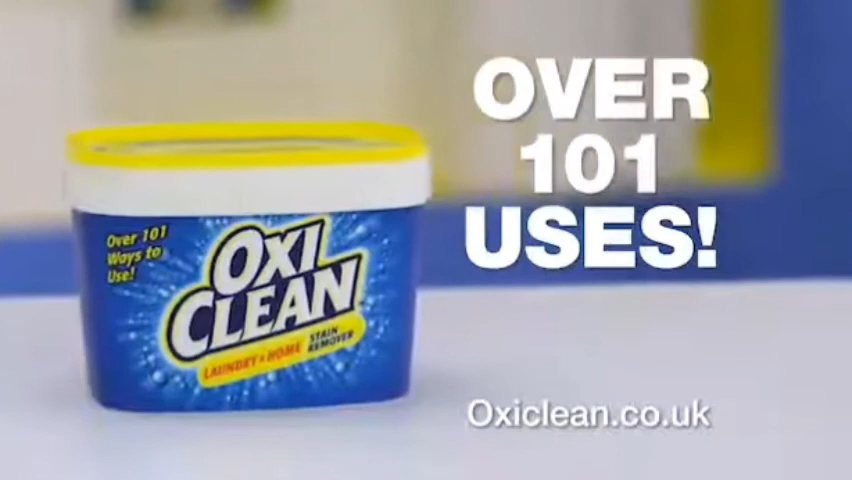 OVER
101
USES!
Over 101
Ways to
Use!
OXI
CLEAN
LAUNDRY & HOME
STAIN
REMOVER
Oxiclean.co.uk